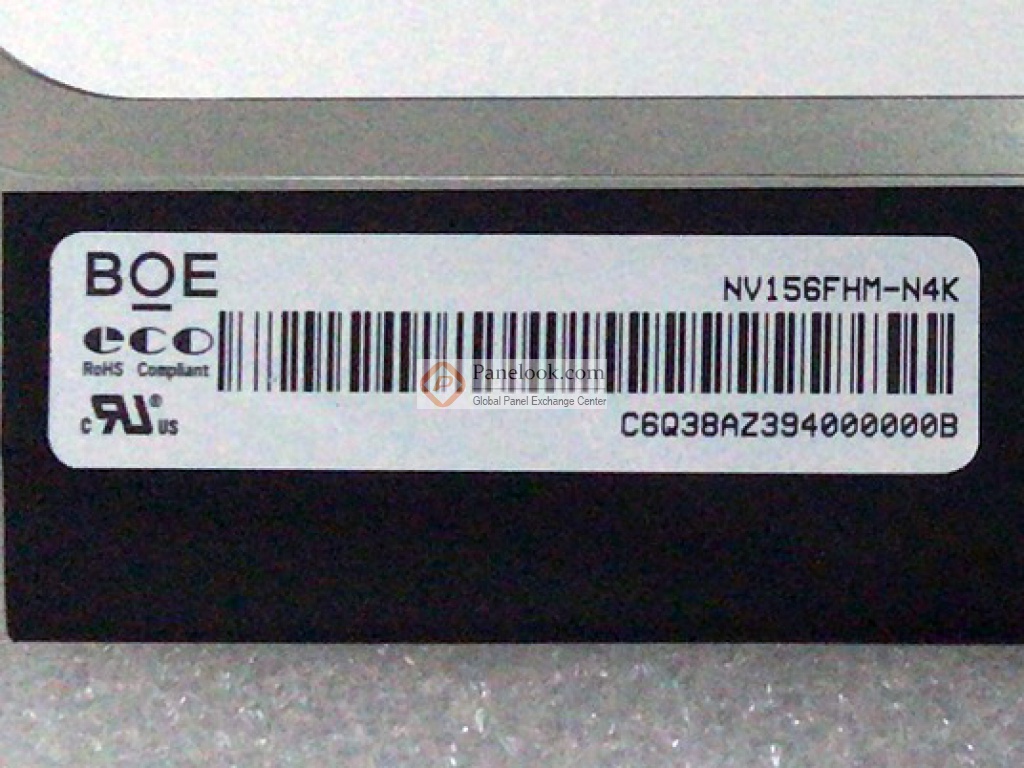 BOE
NV156FHM-N4K
eco
RoHS Compliant
Panelook.com
Global Panel Exchange Center
C US ®
C6Q38AZ394000000B